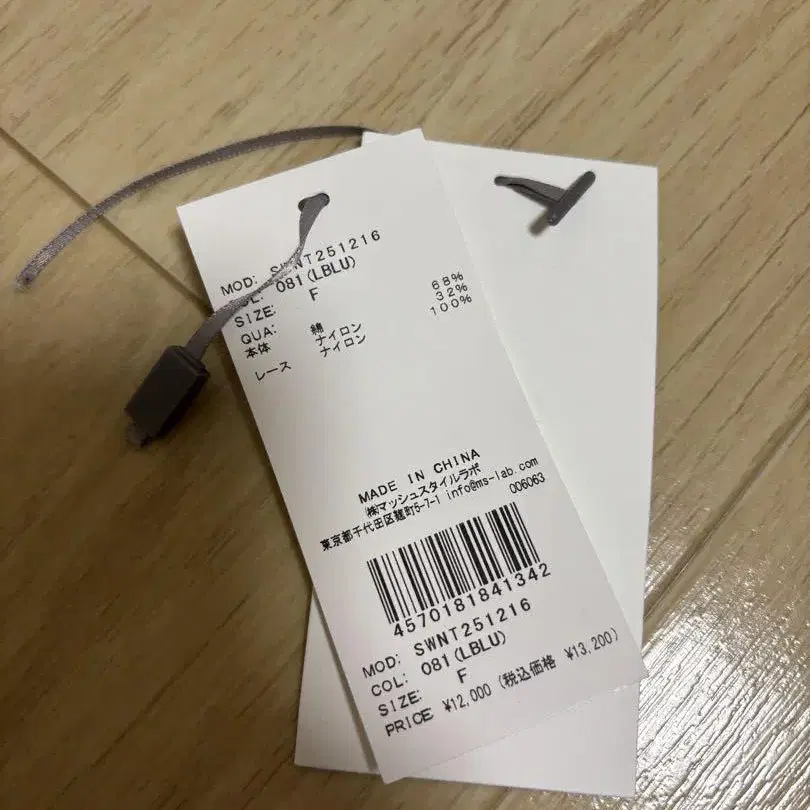 MOD: SWNT251216
COL: 081(LBLU)
SIZE: F
QUA:
本体 綿 68%
ナイロン 32%
レース ナイロン 100%
MADE IN CHINA
㈱マッシュスタイルラボ
東京都千代田区麹町5-7-1 info@ms-lab.com
006063
4570181841342
MOD: SWNT251216
COL: 081(LBLU)
SIZE: F
PRICE ¥12,000 (税込価格 ¥13,200)